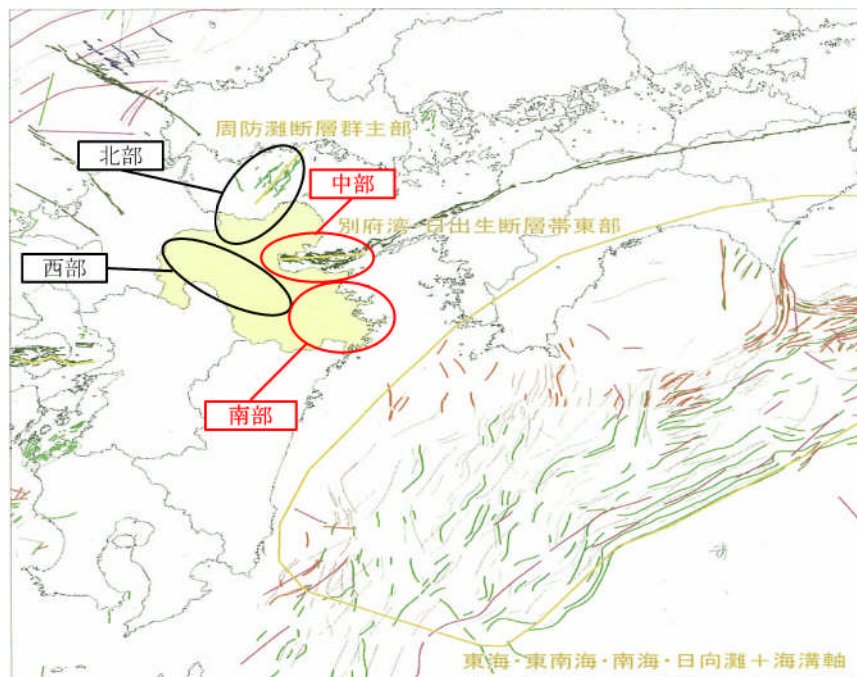 周防灘断層群主部
北部
中部
別府湾・日出生断層帯東部
西部
南部
東海・東南海・南海・日向灘＋海溝軸